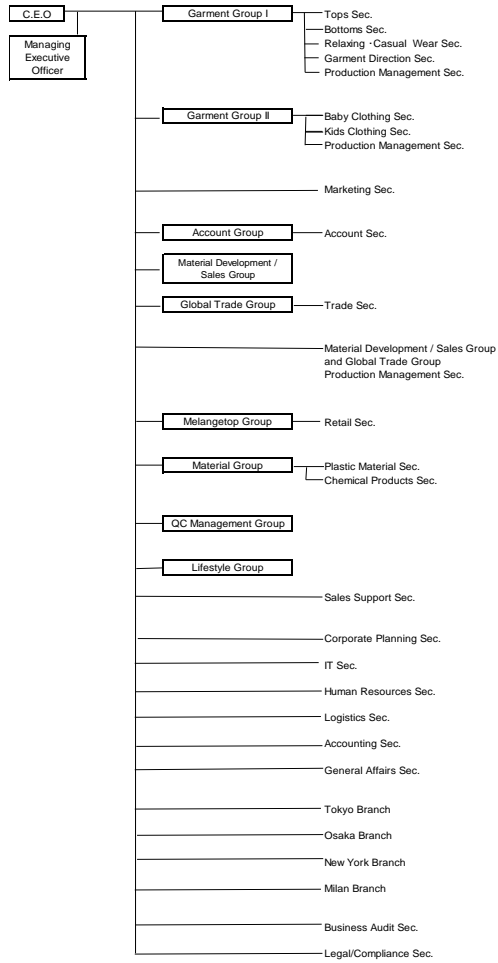 C.E.O
Managing
Executive
Officer
Garment Group Ⅰ
Tops Sec.
Bottoms Sec.
Relaxing・Casual Wear Sec.
Garment Direction Sec.
Production Management Sec.
Garment Group Ⅱ
Baby Clothing Sec.
Kids Clothing Sec.
Production Management Sec.
Marketing Sec.
Account Group
Account Sec.
Material Development /
Sales Group
Global Trade Group
Trade Sec.
Material Development / Sales Group
and Global Trade Group
Production Management Sec.
Melangetop Group
Retail Sec.
Material Group
Plastic Material Sec.
Chemical Products Sec.
QC Management Group
Lifestyle Group
Sales Support Sec.
Corporate Planning Sec.
IT Sec.
Human Resources Sec.
Logistics Sec.
Accounting Sec.
General Affairs Sec.
Tokyo Branch
Osaka Branch
New York Branch
Milan Branch
Business Audit Sec.
Legal/Compliance Sec.